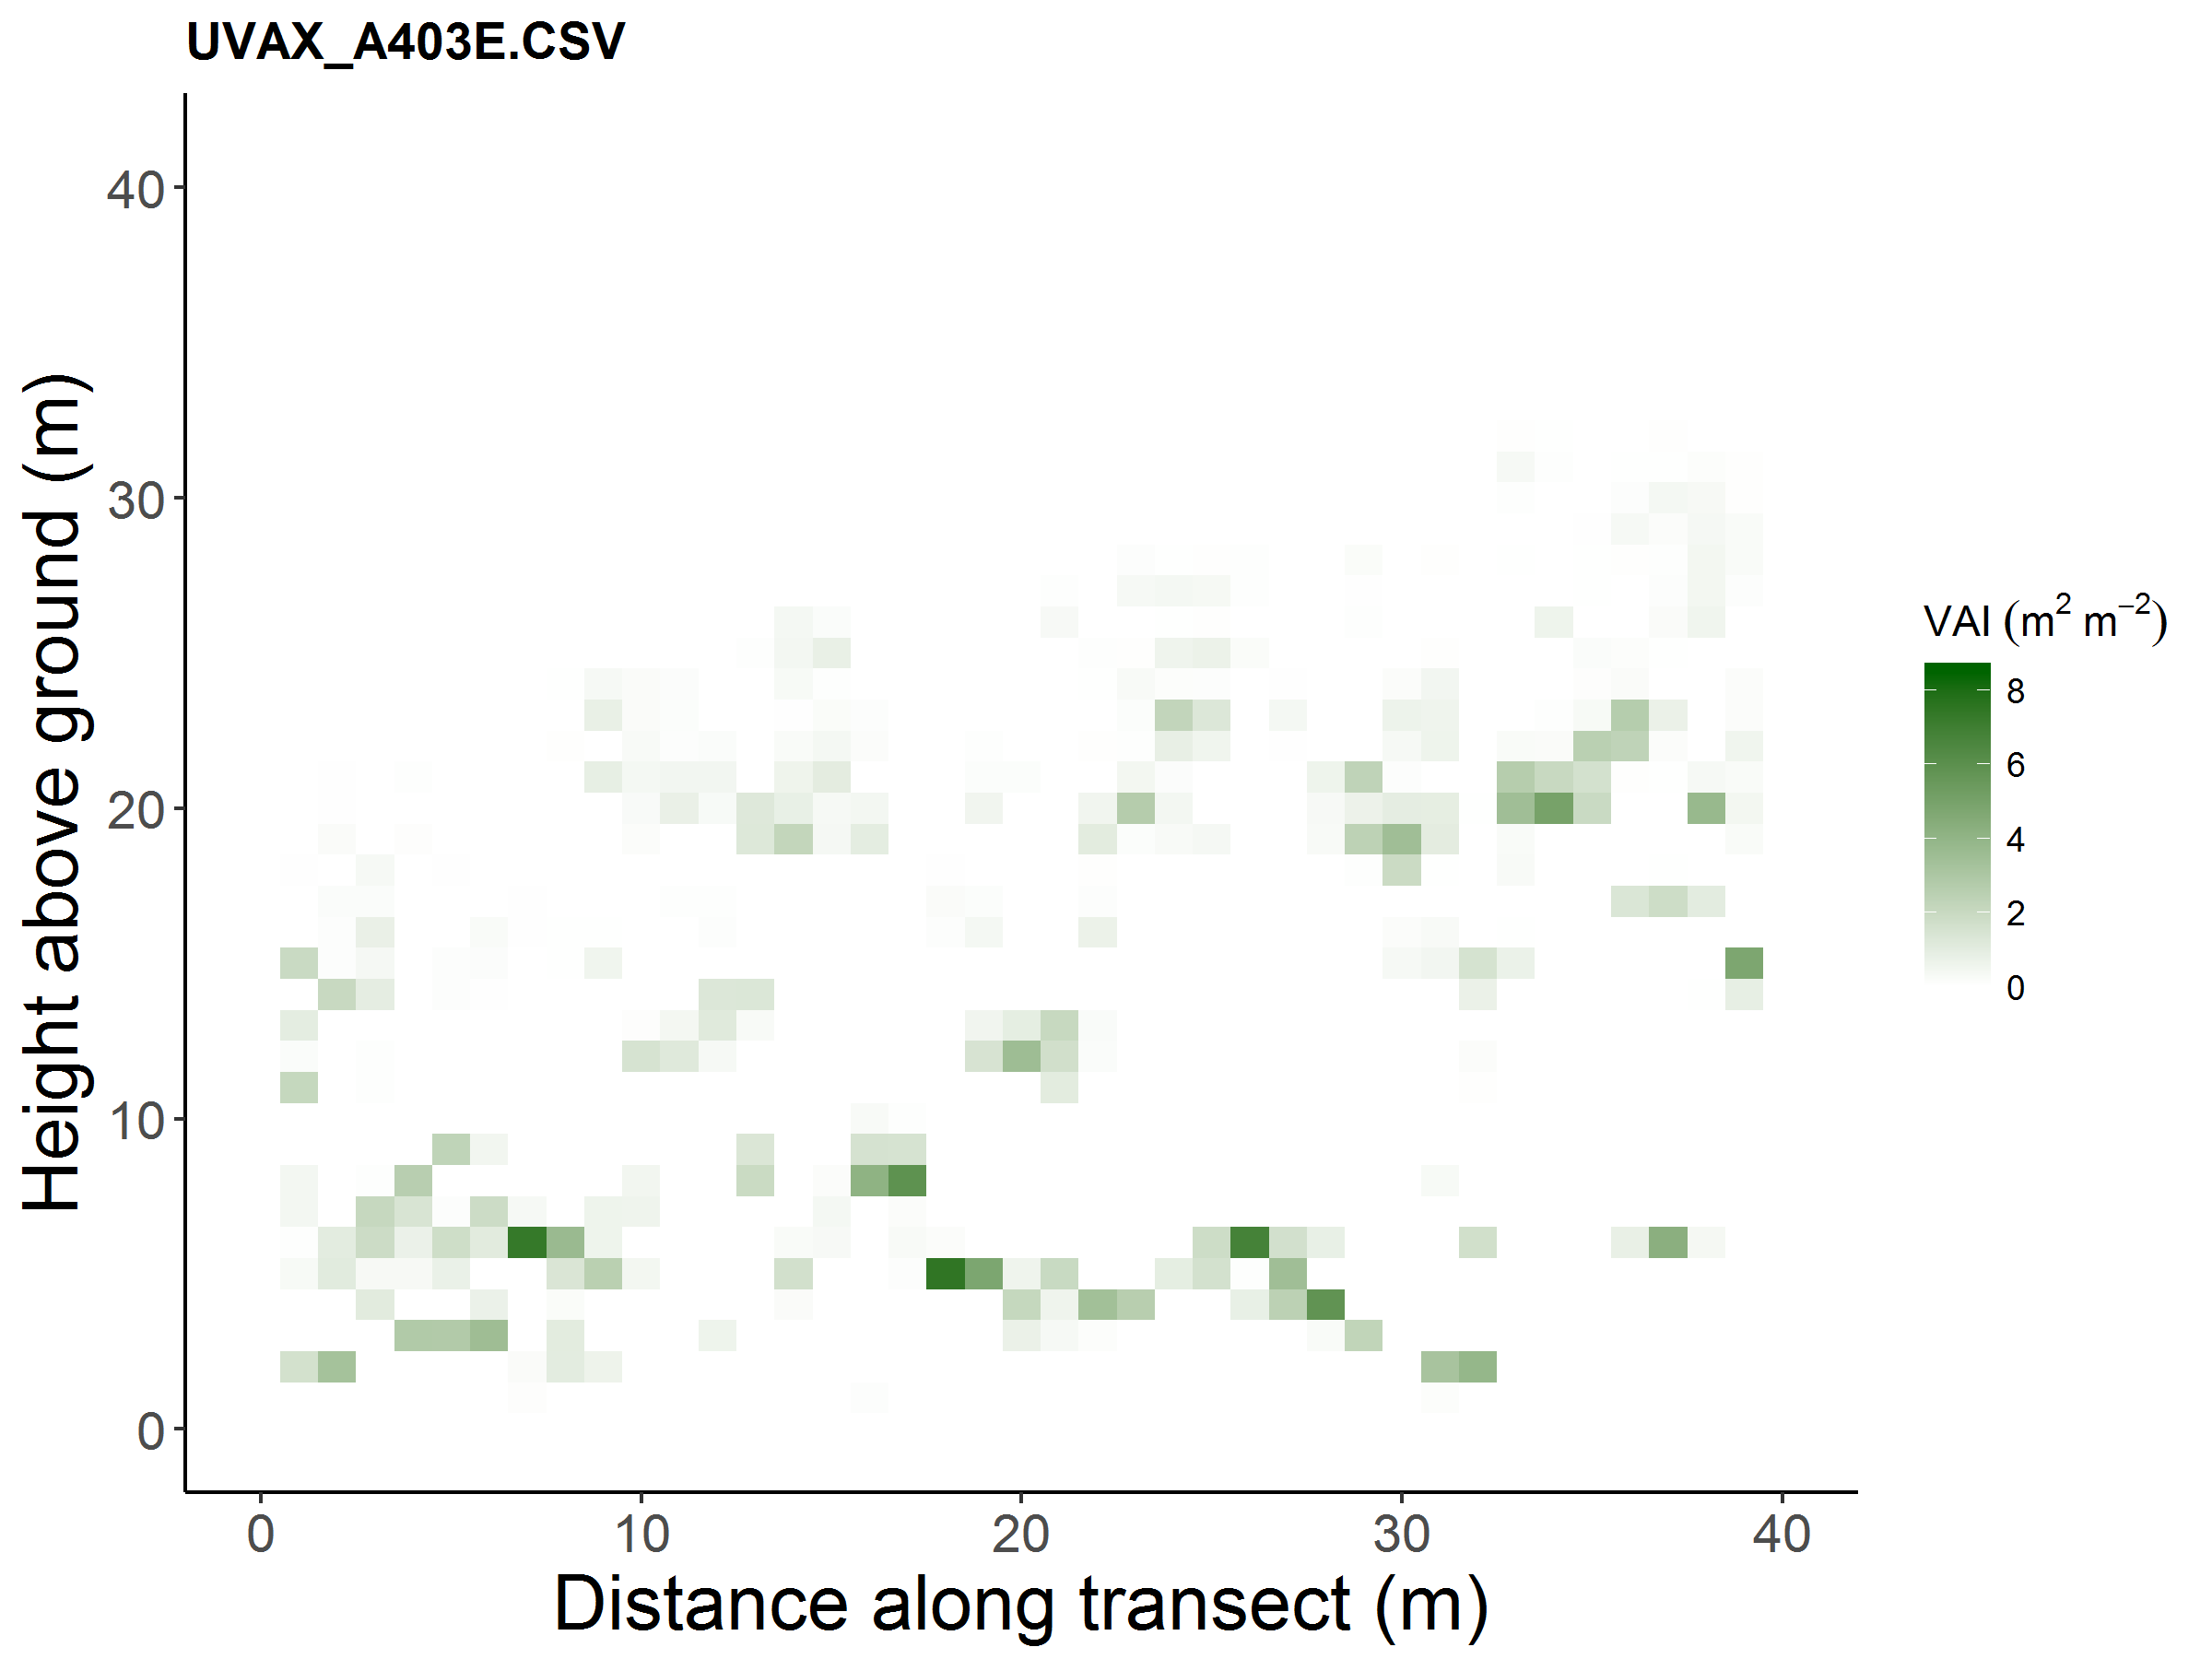 UVAX_A403E.CSV
Height above ground (m)
40
30
20
10
0
0 10 20 30 40
Distance along transect (m)
VAI (m² m⁻²)
8
6
4
2
0